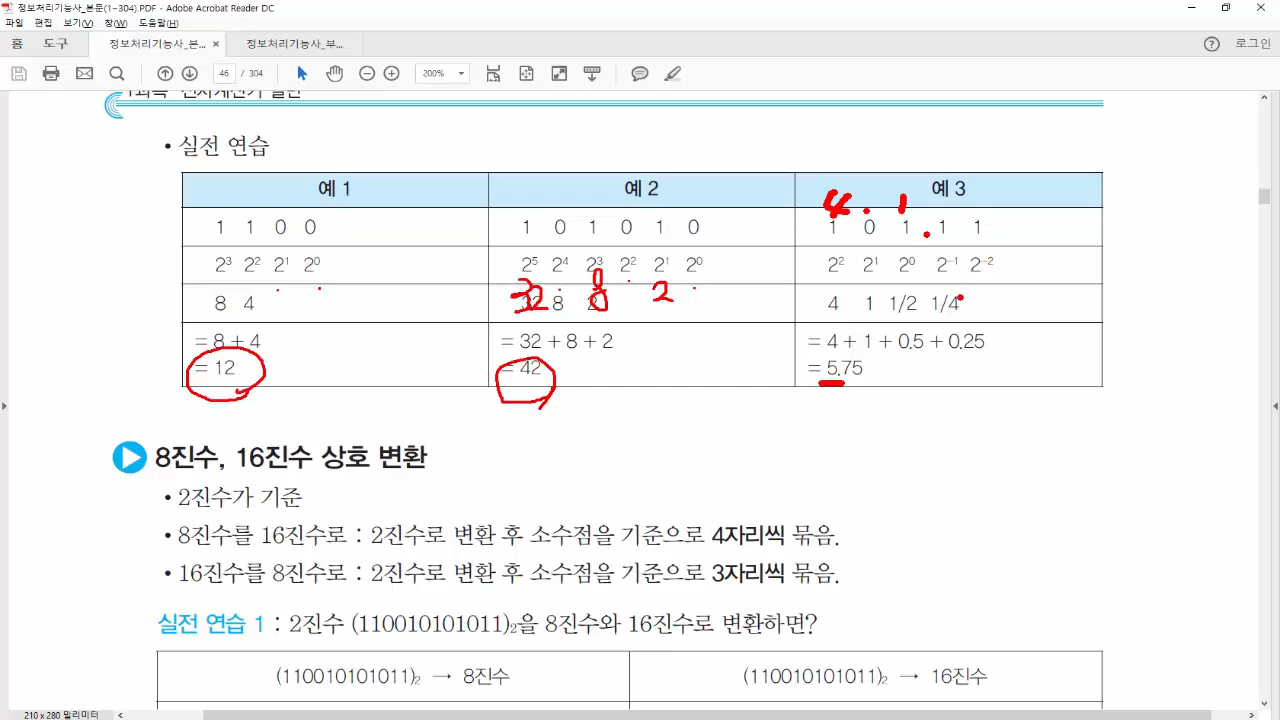 정보처리기능사_본문(1~304).PDF - Adobe Acrobat Reader DC
파일 편집 보기(V) 창(W) 도움말(H)
홈 도구 정보처리기능사_본... × 정보처리기능사_부... 로그인
46 / 304 200%
1과목 전자계산기 일반
• 실전 연습
예 1 예 2 예 3
4 . 1
1 1 0 0 1 0 1 0 1 0 1 0 1 . 1 1
2³ 2² 2¹ 2⁰ 2⁵ 2⁴ 2³ 2² 2¹ 2⁰ 2² 2¹ 2⁰ 2⁻¹ 2⁻²
8 4 32 8 8 2 4 1 1/2 1/4
= 8 + 4 = 32 + 8 + 2 = 4 + 1 + 0.5 + 0.25
= 12 = 42 = 5.75
8진수, 16진수 상호 변환
• 2진수가 기준
• 8진수를 16진수로 : 2진수로 변환 후 소수점을 기준으로 4자리씩 묶음.
• 16진수를 8진수로 : 2진수로 변환 후 소수점을 기준으로 3자리씩 묶음.
실전 연습 1 : 2진수 (110010101011)₂을 8진수와 16진수로 변환하면?
(110010101011)₂ → 8진수 (110010101011)₂ → 16진수
210 x 280 밀리미터